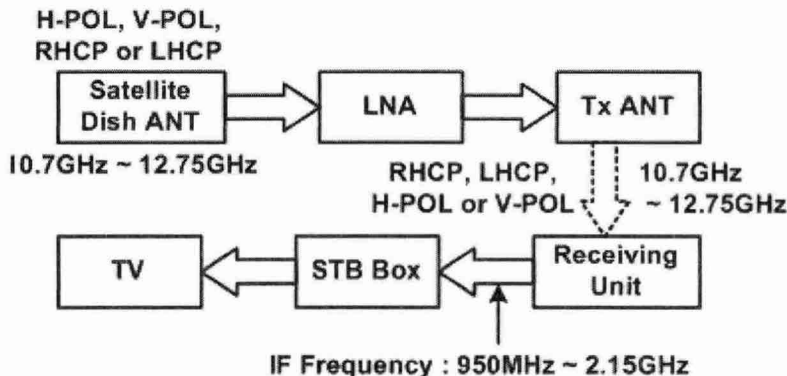 H-POL, V-POL,
RHCP or LHCP
Satellite
Dish ANT
LNA
Tx ANT
10.7GHz ~ 12.75GHz
RHCP, LHCP,
H-POL or V-POL
10.7GHz
~ 12.75GHz
TV
STB Box
Receiving
Unit
IF Frequency : 950MHz ~ 2.15GHz